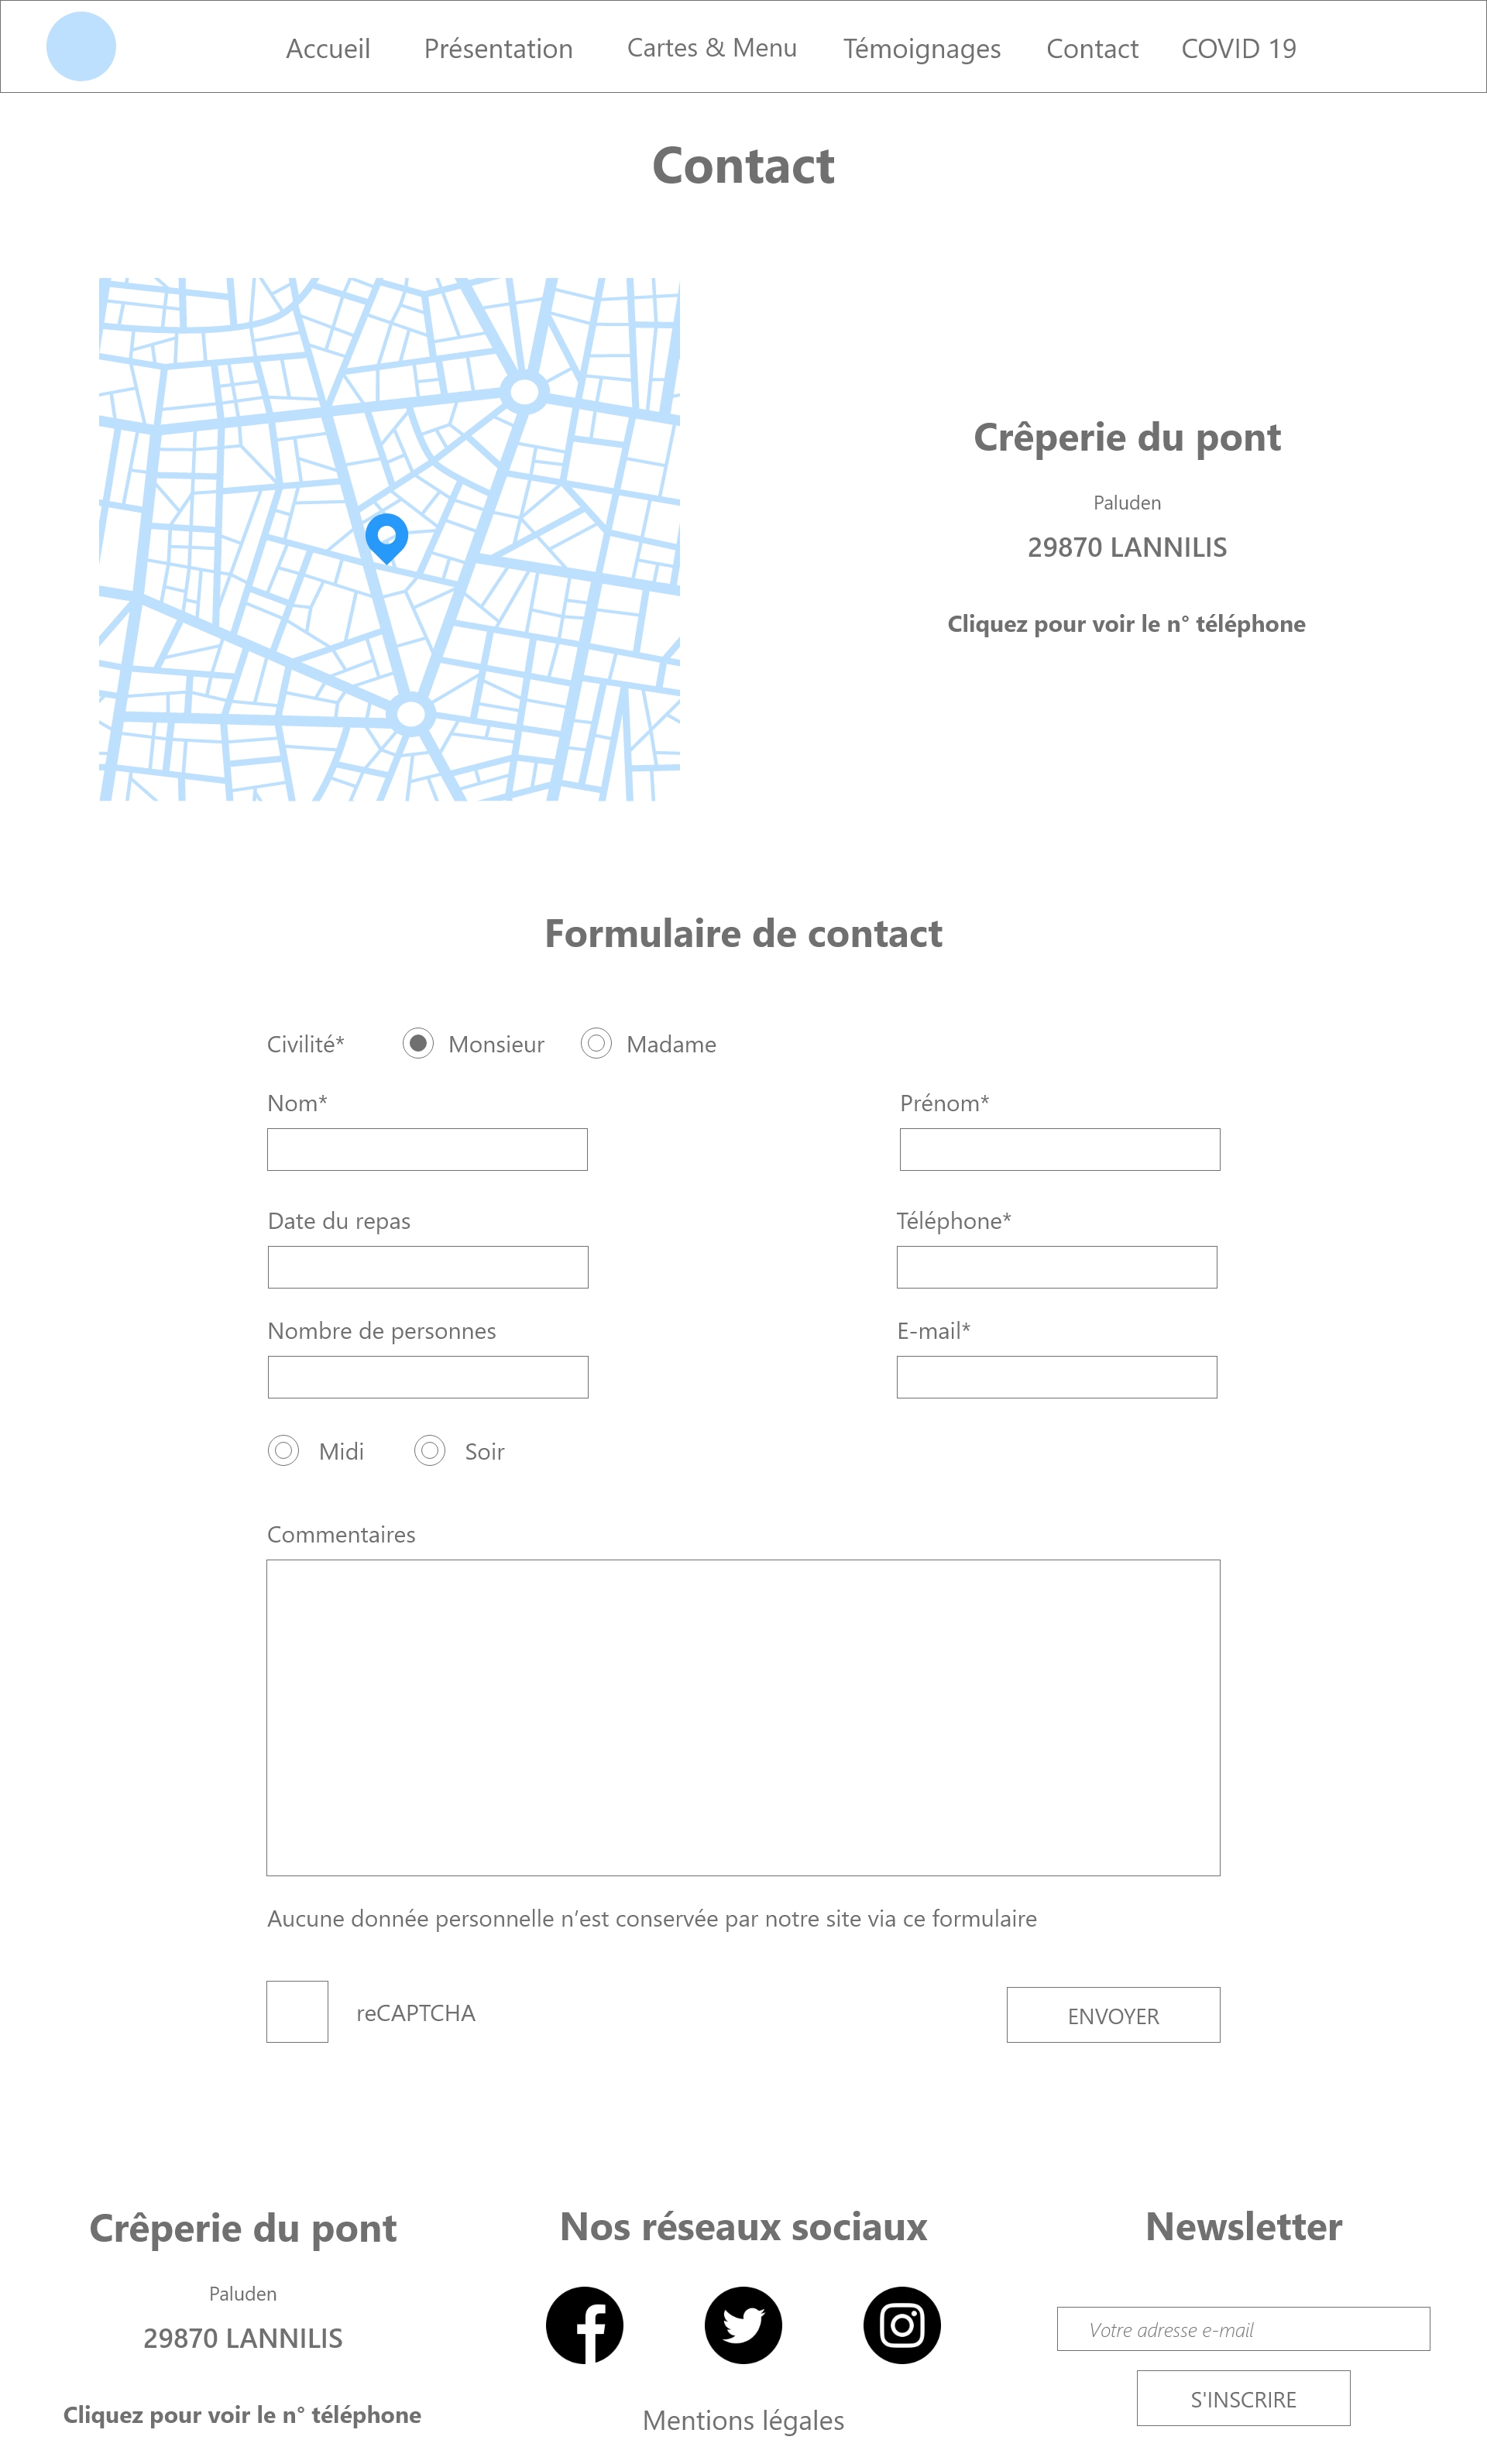 Accueil Présentation Cartes & Menu Témoignages Contact COVID 19
Contact
Crêperie du pont
Paluden
29870 LANNILIS
Cliquez pour voir le n° téléphone
Formulaire de contact
Civilité* Monsieur Madame
Nom* Prénom*
Date du repas Téléphone*
Nombre de personnes E-mail*
Midi Soir
Commentaires
Aucune donnée personnelle n’est conservée par notre site via ce formulaire
reCAPTCHA ENVOYER
Crêperie du pont
Paluden
29870 LANNILIS
Cliquez pour voir le n° téléphone
Nos réseaux sociaux
Mentions légales
Newsletter
Votre adresse e-mail
S'INSCRIRE